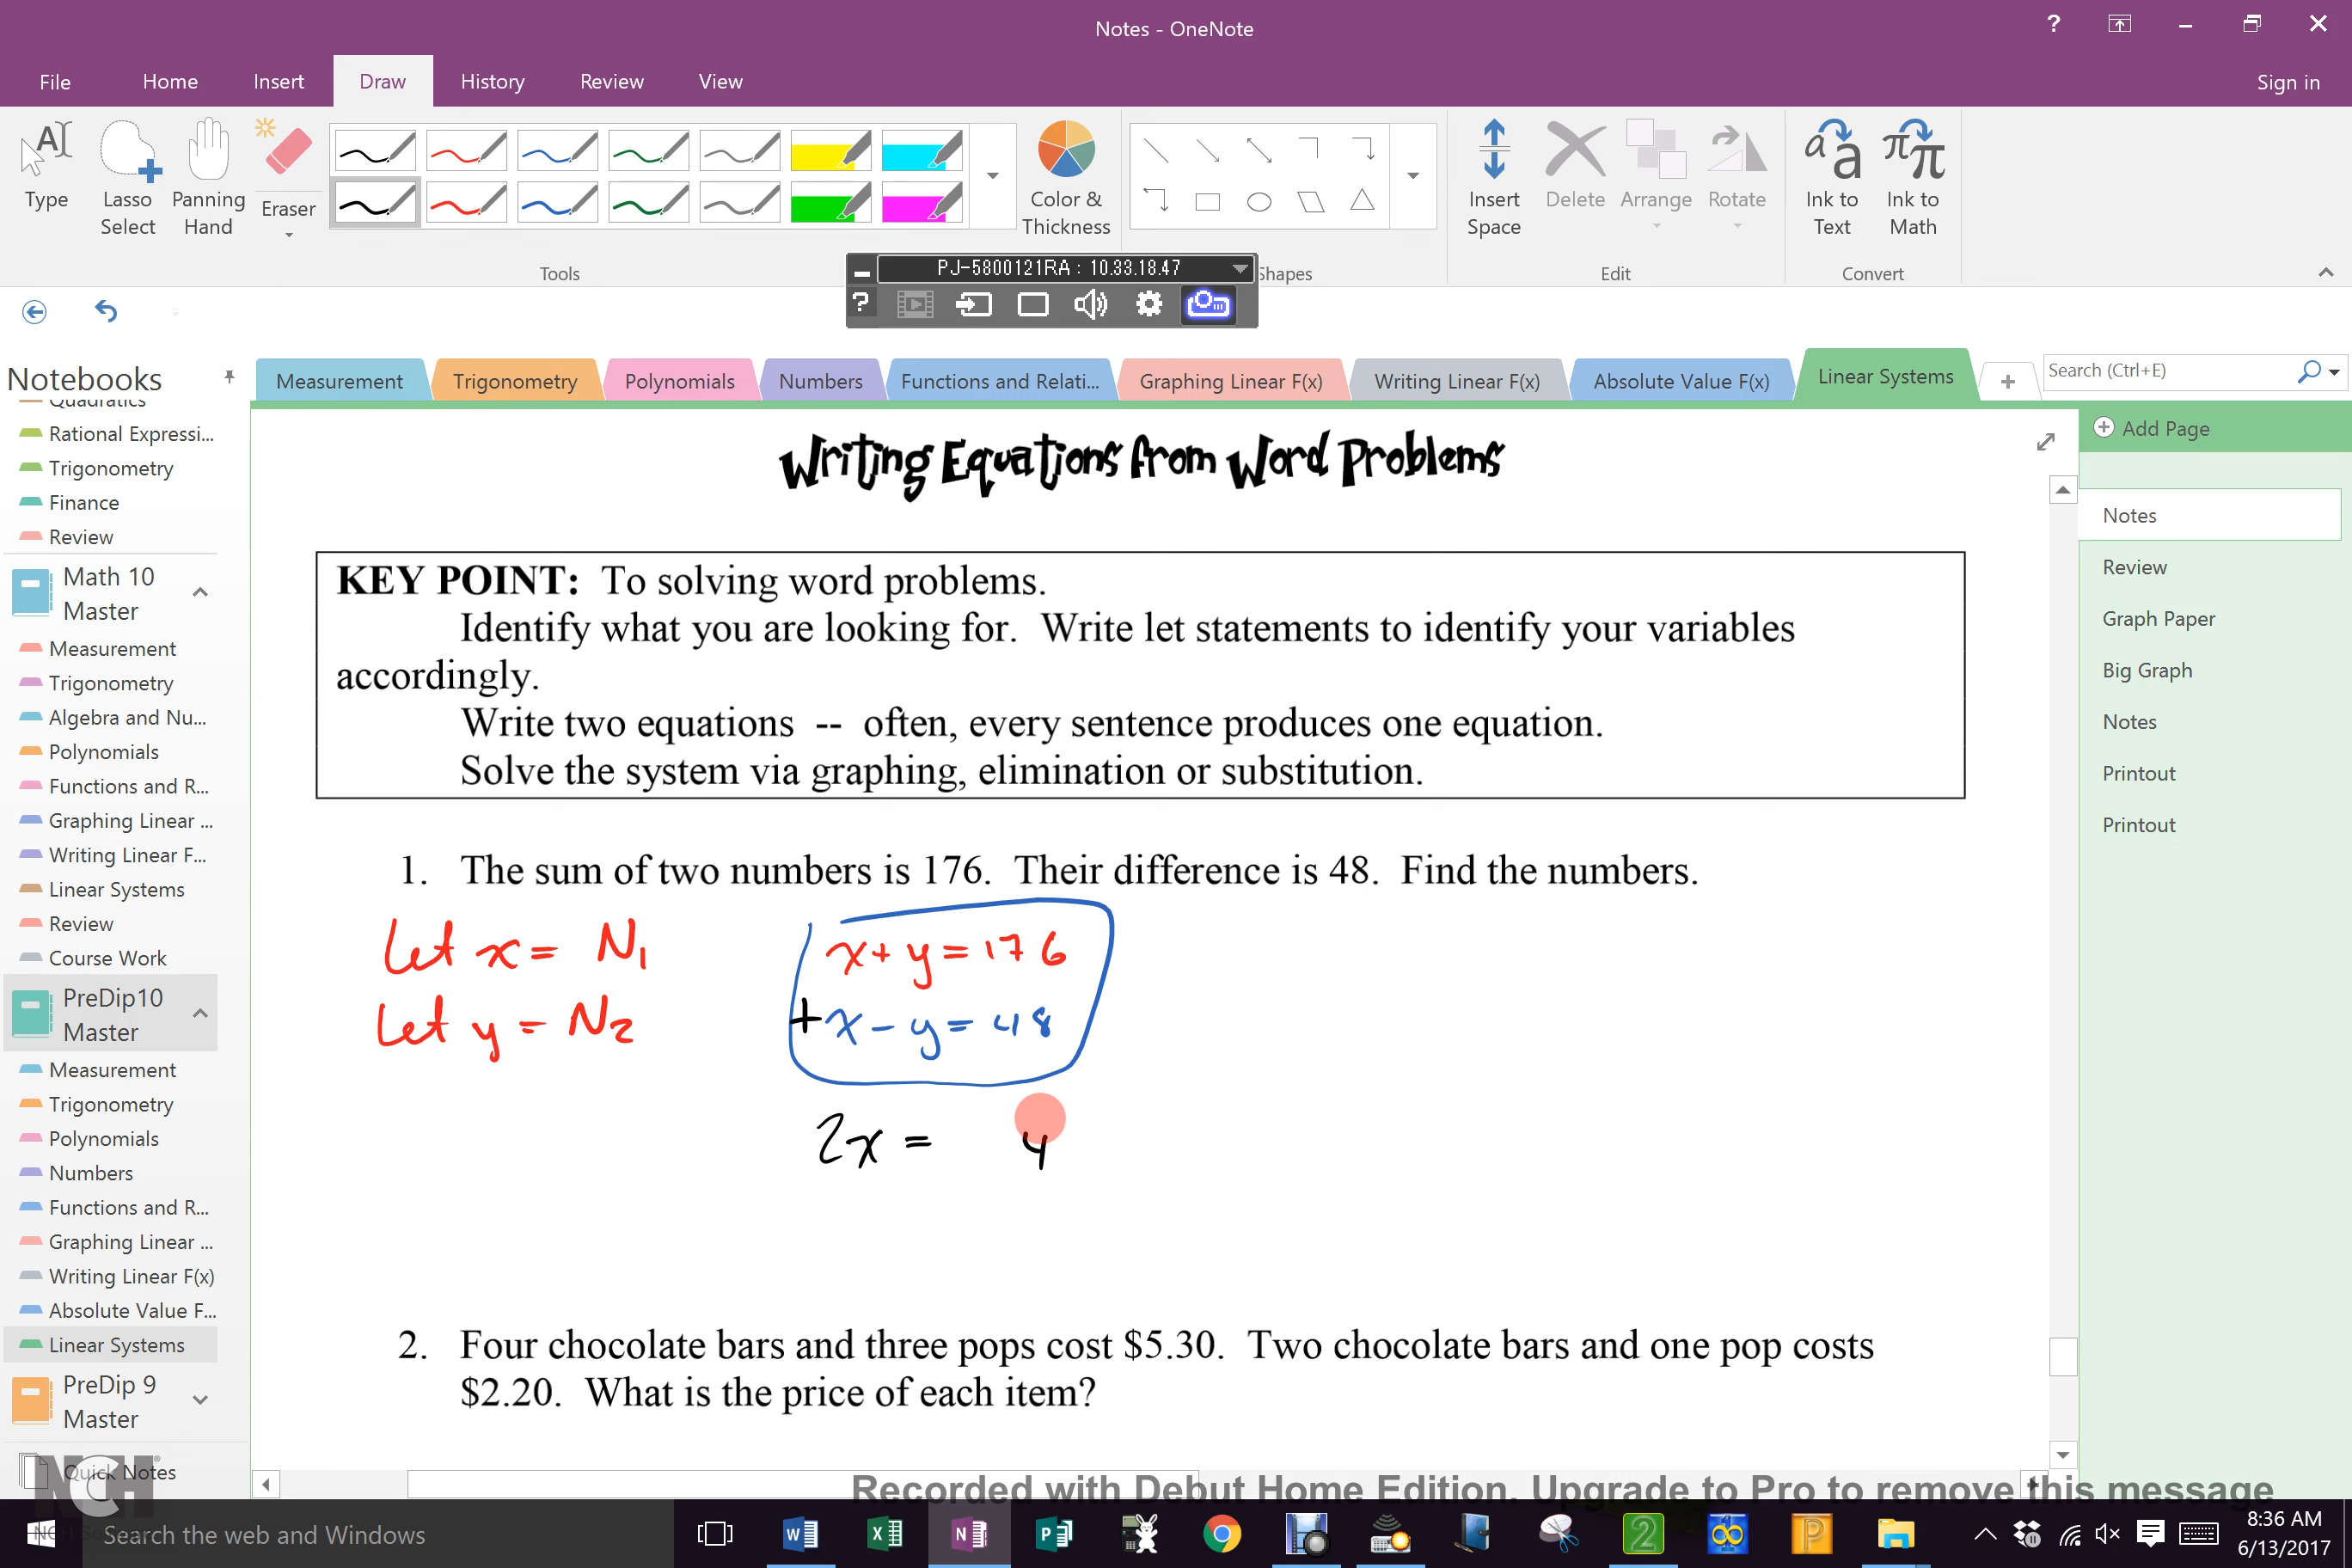 Notes - OneNote
File Home Insert Draw History Review View Sign in
Type
Lasso Select
Panning Hand
Eraser
Color & Thickness
Insert Space
Delete
Arrange
Rotate
Ink to Text
Ink to Math
Tools
Shapes
Edit
Convert
PJ-5800121RA : 10.33.18.47
Notebooks
Measurement Trigonometry Polynomials Numbers Functions and Relati... Graphing Linear F(x) Writing Linear F(x) Absolute Value F(x) Linear Systems + Search (Ctrl+E)
Quadratics
Rational Expressi...
Trigonometry
Finance
Review
Math 10 Master
Measurement
Trigonometry
Algebra and Nu...
Polynomials
Functions and R...
Graphing Linear ...
Writing Linear F...
Linear Systems
Review
Course Work
PreDip10 Master
Measurement
Trigonometry
Polynomials
Numbers
Functions and R...
Graphing Linear ...
Writing Linear F(x)
Absolute Value F...
Linear Systems
PreDip 9 Master
Quick Notes
Writing Equations from Word Problems
KEY POINT: To solving word problems.
Identify what you are looking for. Write let statements to identify your variables
accordingly.
Write two equations -- often, every sentence produces one equation.
Solve the system via graphing, elimination or substitution.
1. The sum of two numbers is 176. Their difference is 48. Find the numbers.
Let x = N1
Let y = N2
x + y = 176
+ x - y = 48
2x = 4
2. Four chocolate bars and three pops cost $5.30. Two chocolate bars and one pop costs
$2.20. What is the price of each item?
Add Page
Notes
Review
Graph Paper
Big Graph
Notes
Printout
Printout
NCH
Recorded with Debut Home Edition. Upgrade to Pro to remove this message
Search the web and Windows
8:36 AM
6/13/2017